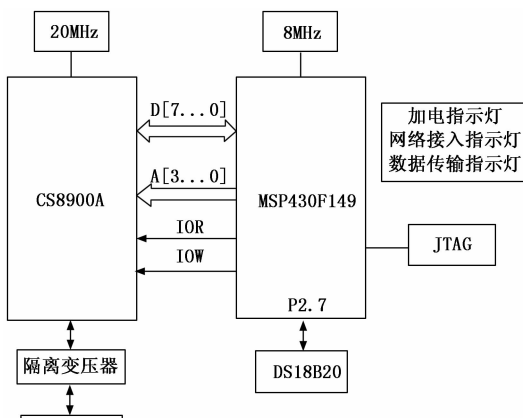 20MHz
8MHz
D[7...0]
A[3...0]
IOR
IOW
CS8900A
MSP430F149
P2.7
加电指示灯
网络接入指示灯
数据传输指示灯
JTAG
隔离变压器
DS18B20